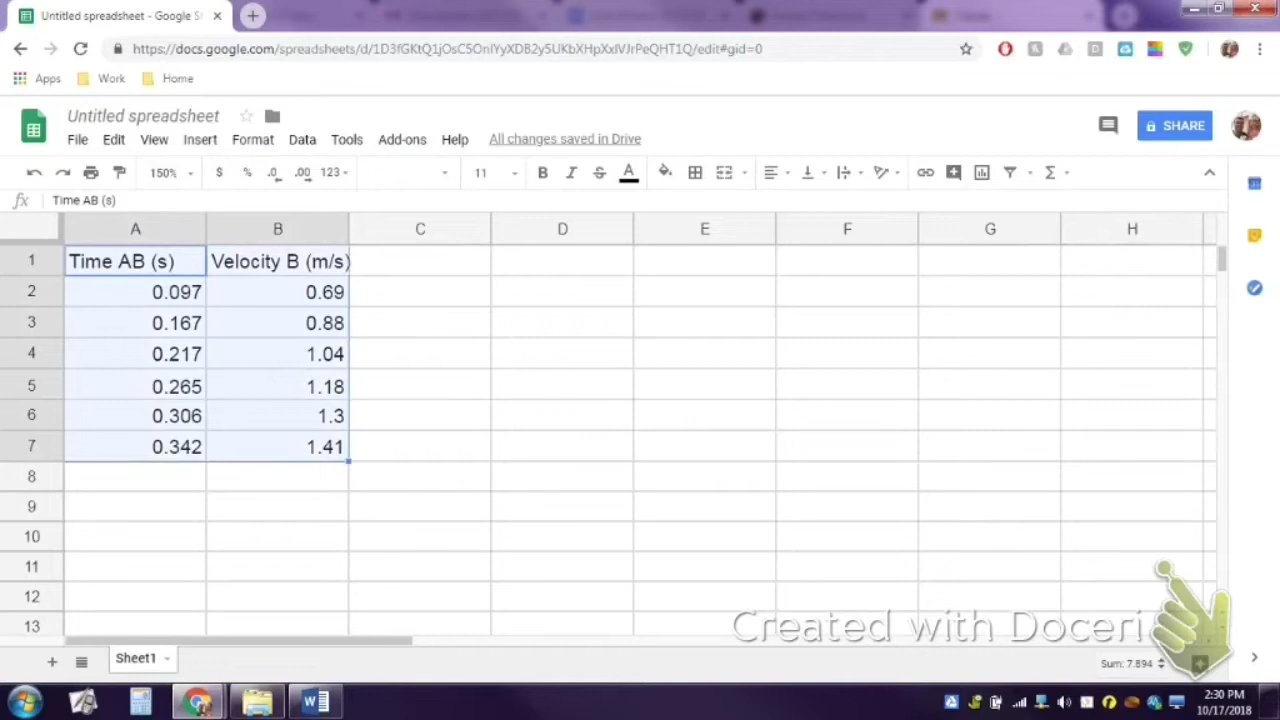 Untitled spreadsheet - Google S
https://docs.google.com/spreadsheets/d/1D3fGKtQ1jOsC5OnIYyXDB2y5UKbXHpXxIVJrPeQHT1Q/edit#gid=0
Apps Work Home
Untitled spreadsheet
File Edit View Insert Format Data Tools Add-ons Help All changes saved in Drive
SHARE
150% $ % .0 .00 123 11 B I S A
fx Time AB (s)
A B C D E F G H
1 Time AB (s) Velocity B (m/s)
2 0.097 0.69
3 0.167 0.88
4 0.217 1.04
5 0.265 1.18
6 0.306 1.3
7 0.342 1.41
8
9
10
11
12
13
Created with Doceri
Sheet1
Sum: 7.894
2:30 PM
10/17/2018